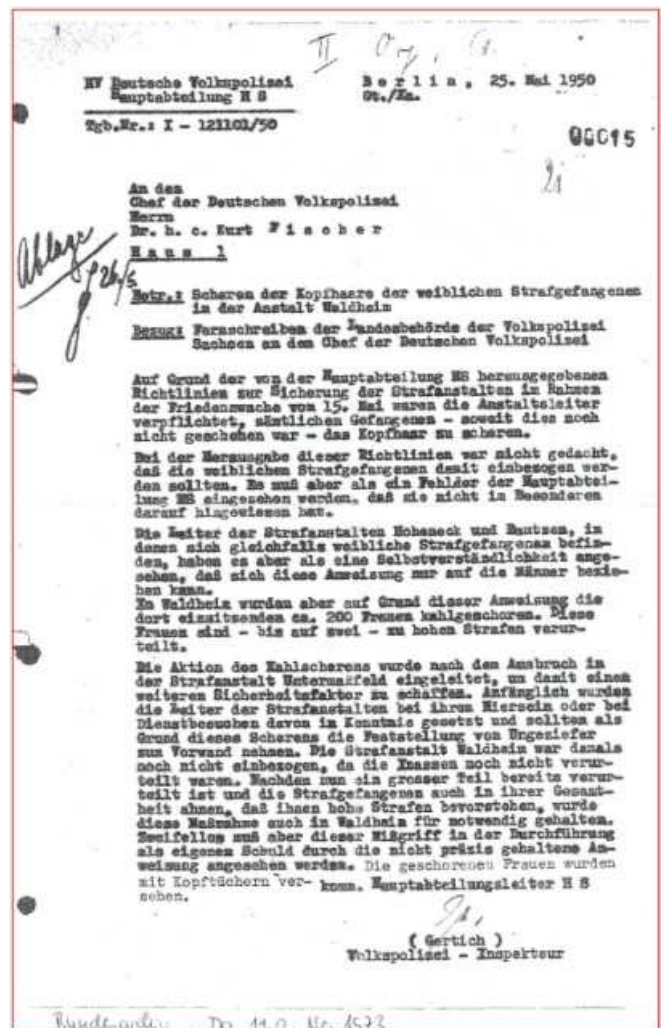 HV Deutsche Volkspolizei
Hauptabteilung H S
Berlin, 25. Mai 1950
Gt./Ka.
Tgb.Nr.: I - 121101/50
00015
An den
Chef der Deutschen Volkspolizei
Herrn
Dr. h. c. Kurt Fischer
Haus 1
Ablage
26/5
Betr.: Scheren der Kopfhaare der weiblichen Strafgefangenen
in der Anstalt Waldheim
Bezug: Fernschreiben der Landesbehörde der Volkspolizei
Sachsen an den Chef der Deutschen Volkspolizei
Auf Grund der von der Hauptabteilung HS herausgegebenen
Richtlinien zur Sicherung der Strafanstalten im Rahmen
der Friedenswache vom 15. Mai waren die Anstaltsleiter
verpflichtet, sämtlichen Gefangenen - soweit dies noch
nicht geschehen war - das Kopfhaar zu scheren.
Bei der Herausgabe dieser Richtlinien war nicht gedacht,
daß die weiblichen Strafgefangenen damit einbezogen wer-
den sollten. Es muß aber als ein Fehler der Hauptabtei-
lung HS eingesehen werden, daß sie nicht im Besonderen
darauf hingewiesen hat.
Die Leiter der Strafanstalten Hoheneck und Bautzen, in
denen sich gleichfalls weibliche Strafgefangenen befin-
den, haben es aber als eine Selbstverständlichkeit ange-
sehen, daß sich diese Anweisung nur auf die Männer bezie-
hen kann.
In Waldheim wurden aber auf Grund dieser Anweisung die
dort einsitzenden ca. 200 Frauen kahlgeschoren. Diese
Frauen sind - bis auf zwei - zu hohen Strafen verur-
teilt.
Die Aktion des Kahlscherens wurde nach dem Ausbruch in
der Strafanstalt Untermaßfeld eingeleitet, um damit einen
weiteren Sicherheitsfaktor zu schaffen. Anfänglich wurden
die Leiter der Strafanstalten bei ihrem Hiersein oder bei
Dienstbesuchen davon in Kenntnis gesetzt und sollten als
Grund dieses Scherens die Feststellung von Ungeziefer
zum Vorwand nehmen. Die Strafanstalt Waldheim war damals
noch nicht einbezogen, da die Insassen noch nicht verur-
teilt waren. Nachdem nun ein grosser Teil bereits verur-
teilt ist und die Strafgefangenen auch in ihrer Gesamt-
heit ahnen, daß ihnen hohe Strafen bevorstehen, wurde
diese Maßnahme auch in Waldheim für notwendig gehalten.
Zweifellos muß aber dieser Mißgriff in der Durchführung
als eigenes Schuld durch die nicht präzis gehaltene An-
weisung angesehen werden. Die geschorenen Frauen wurden
mit Kopftüchern ver- komm. Hauptabteilungsleiter H S
sehen.
( Gertich )
Volkspolizei - Inspekteur
Bundesarchiv Do 11.0 Nr. 1573